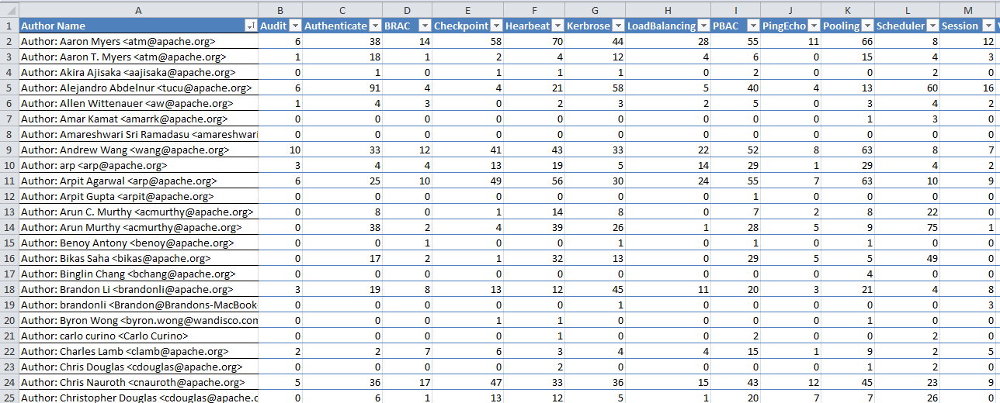 A B C D E F G H I J K L M
1 Author Name Audit Authenticate BRAC Checkpoint Hearbeat Kerbrose LoadBalancing PBAC PingEcho Pooling Scheduler Session
2 Author: Aaron Myers <atm@apache.org> 6 38 14 58 70 44 28 55 11 66 8 12
3 Author: Aaron T. Myers <atm@apache.org> 1 18 1 2 4 12 4 6 0 15 4 3
4 Author: Akira Ajisaka <aajisaka@apache.org> 0 1 0 1 1 1 0 2 0 0 2 0
5 Author: Alejandro Abdelnur <tucu@apache.org> 6 91 4 4 21 58 5 40 4 13 60 16
6 Author: Allen Wittenauer <aw@apache.org> 1 4 3 0 2 3 2 5 0 3 4 2
7 Author: Amar Kamat <amarrk@apache.org> 0 0 0 0 0 0 0 0 0 1 3 0
8 Author: Amareshwari Sri Ramadasu <amareshwari 0 0 0 0 0 0 0 0 0 0 0 0
9 Author: Andrew Wang <wang@apache.org> 10 33 12 41 43 33 22 52 8 63 8 7
10 Author: arp <arp@apache.org> 3 4 4 13 19 5 14 29 1 29 4 2
11 Author: Arpit Agarwal <arp@apache.org> 6 25 10 49 56 30 24 55 7 63 10 9
12 Author: Arpit Gupta <arpit@apache.org> 0 0 0 0 0 0 0 1 0 0 0 0
13 Author: Arun C. Murthy <acmurthy@apache.org> 0 8 0 1 14 8 0 7 2 8 22 0
14 Author: Arun Murthy <acmurthy@apache.org> 0 38 2 4 39 26 1 28 5 9 75 1
15 Author: Benoy Antony <benoy@apache.org> 0 0 1 0 0 1 0 1 0 1 0 0
16 Author: Bikas Saha <bikas@apache.org> 0 17 2 1 32 13 0 29 5 5 49 0
17 Author: Binglin Chang <bchang@apache.org> 0 0 0 0 0 0 0 0 0 4 0 0
18 Author: Brandon Li <brandonli@apache.org> 3 19 8 13 12 45 11 20 3 21 4 8
19 Author: brandonli <Brandon@Brandons-MacBook- 0 0 0 0 0 1 0 0 0 0 0 3
20 Author: Byron Wong <byron.wong@wandisco.com 0 0 0 1 1 0 0 0 0 1 0 0
21 Author: carlo curino <Carlo Curino> 0 0 0 0 1 0 0 2 0 0 2 0
22 Author: Charles Lamb <clamb@apache.org> 2 2 7 6 3 4 4 15 1 9 2 5
23 Author: Chris Douglas <cdouglas@apache.org> 0 0 0 0 2 0 0 0 0 1 2 0
24 Author: Chris Nauroth <cnauroth@apache.org> 5 36 17 47 33 36 15 43 12 45 23 9
25 Author: Christopher Douglas <cdouglas@apache.o 0 6 1 13 12 5 1 20 7 7 26 0